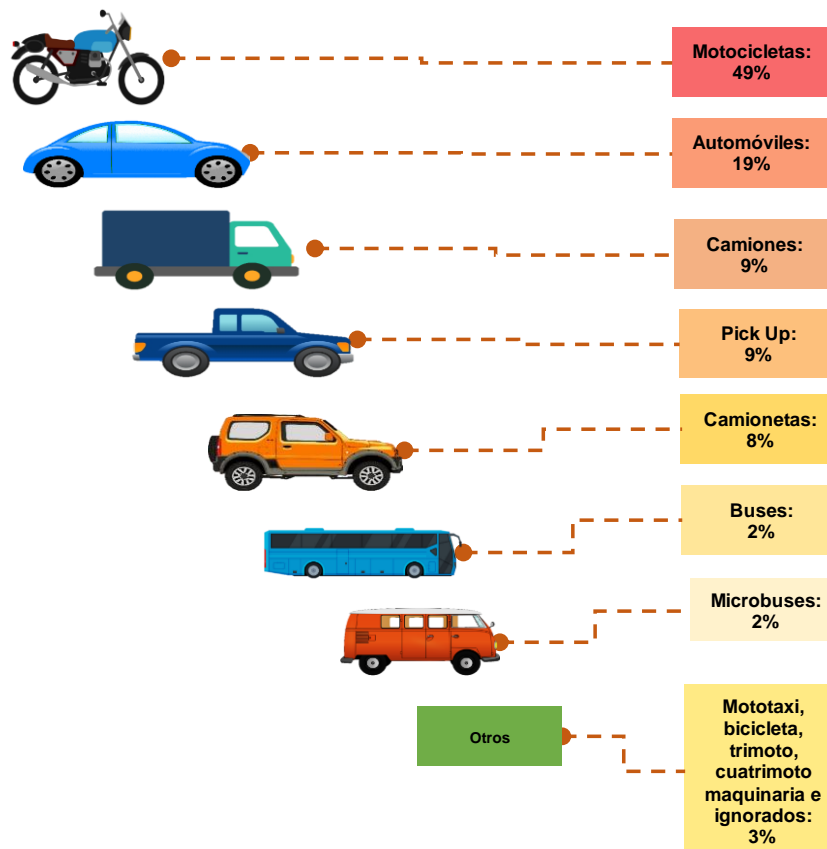 Motocicletas:
49%
Automóviles:
19%
Camiones:
9%
Pick Up:
9%
Camionetas:
8%
Buses:
2%
Microbuses:
2%
Otros
Mototaxi,
bicicleta,
trimoto,
cuatrimoto
maquinaria e
ignorados:
3%